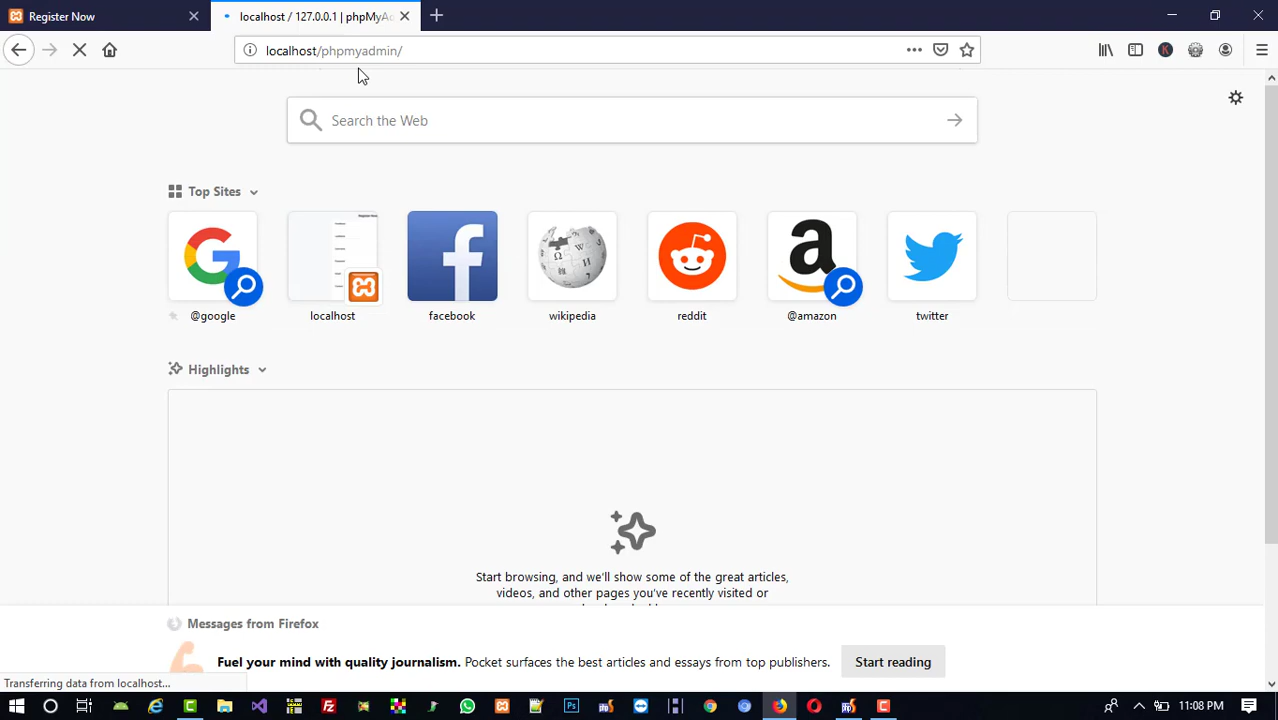 Register Now
localhost / 127.0.0.1 | phpMyAd
localhost/phpmyadmin/
Search the Web
Top Sites
@google
localhost
facebook
wikipedia
reddit
@amazon
twitter
Highlights
Start browsing, and we'll show some of the great articles,
videos, and other pages you've recently visited or
Messages from Firefox
Fuel your mind with quality journalism. Pocket surfaces the best articles and essays from top publishers.
Start reading
Transferring data from localhost...
11:08 PM